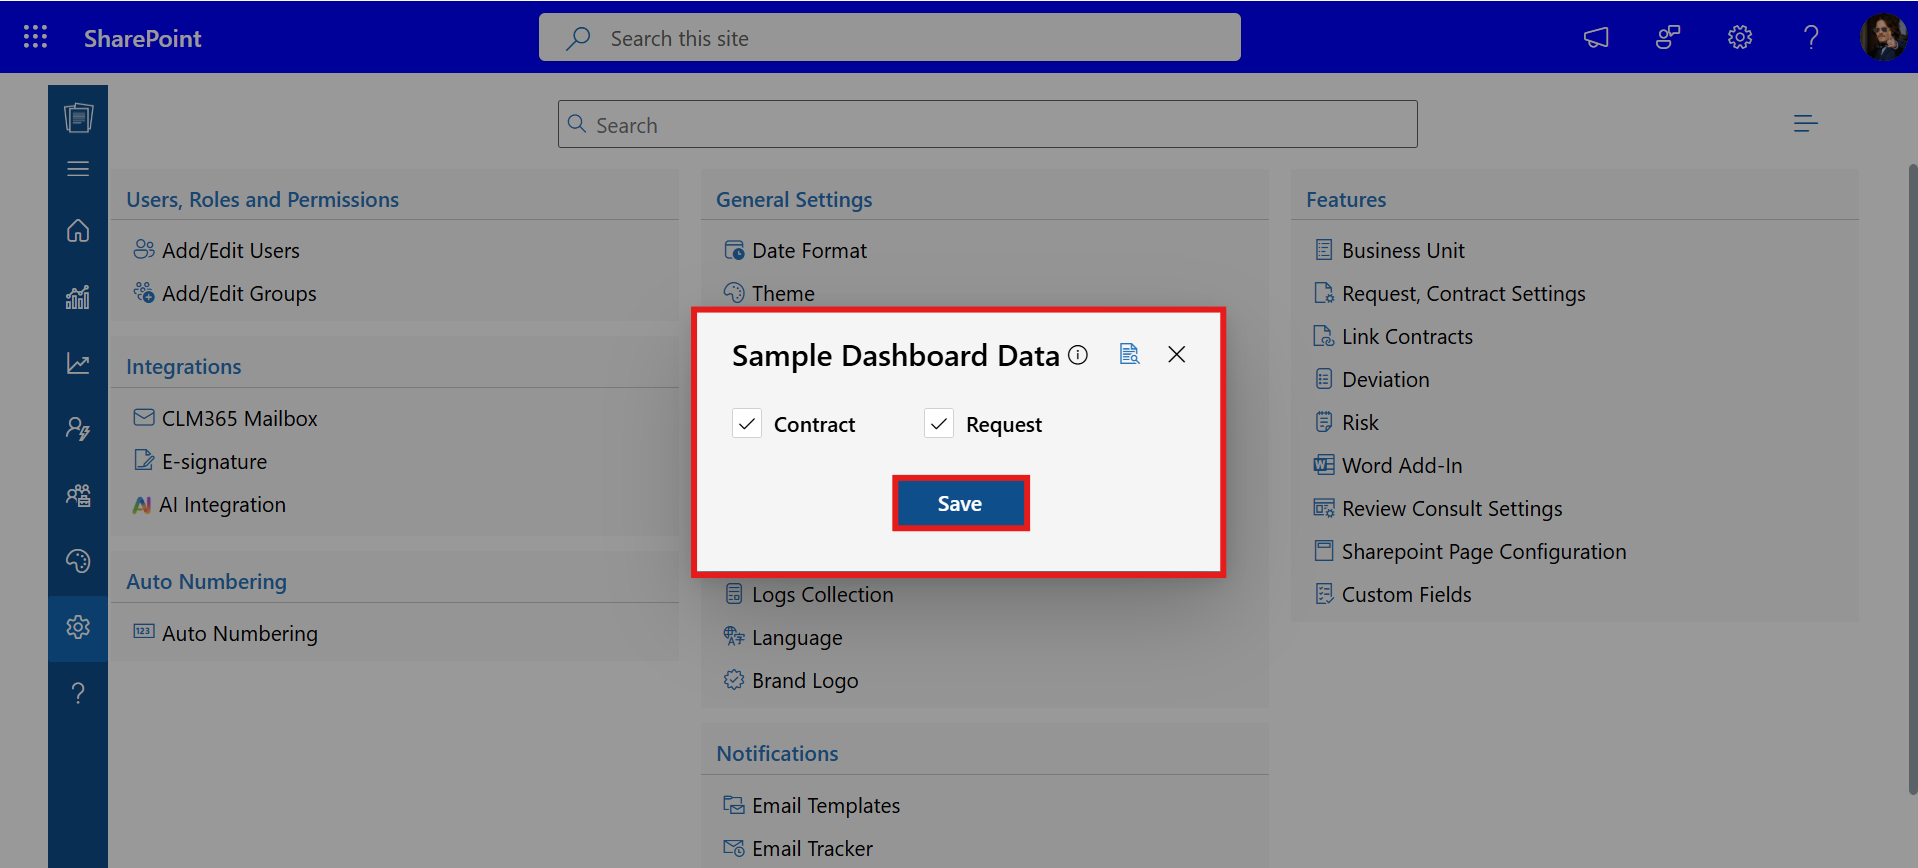 SharePoint
Search this site
Search
Users, Roles and Permissions
Add/Edit Users
Add/Edit Groups
Integrations
CLM365 Mailbox
E-signature
AI AI Integration
Auto Numbering
123 Auto Numbering
General Settings
Date Format
Theme
Sample Dashboard Data
Contract
Request
Save
Logs Collection
Language
Brand Logo
Notifications
Email Templates
Email Tracker
Features
Business Unit
Request, Contract Settings
Link Contracts
Deviation
Risk
Word Add-In
Review Consult Settings
Sharepoint Page Configuration
Custom Fields